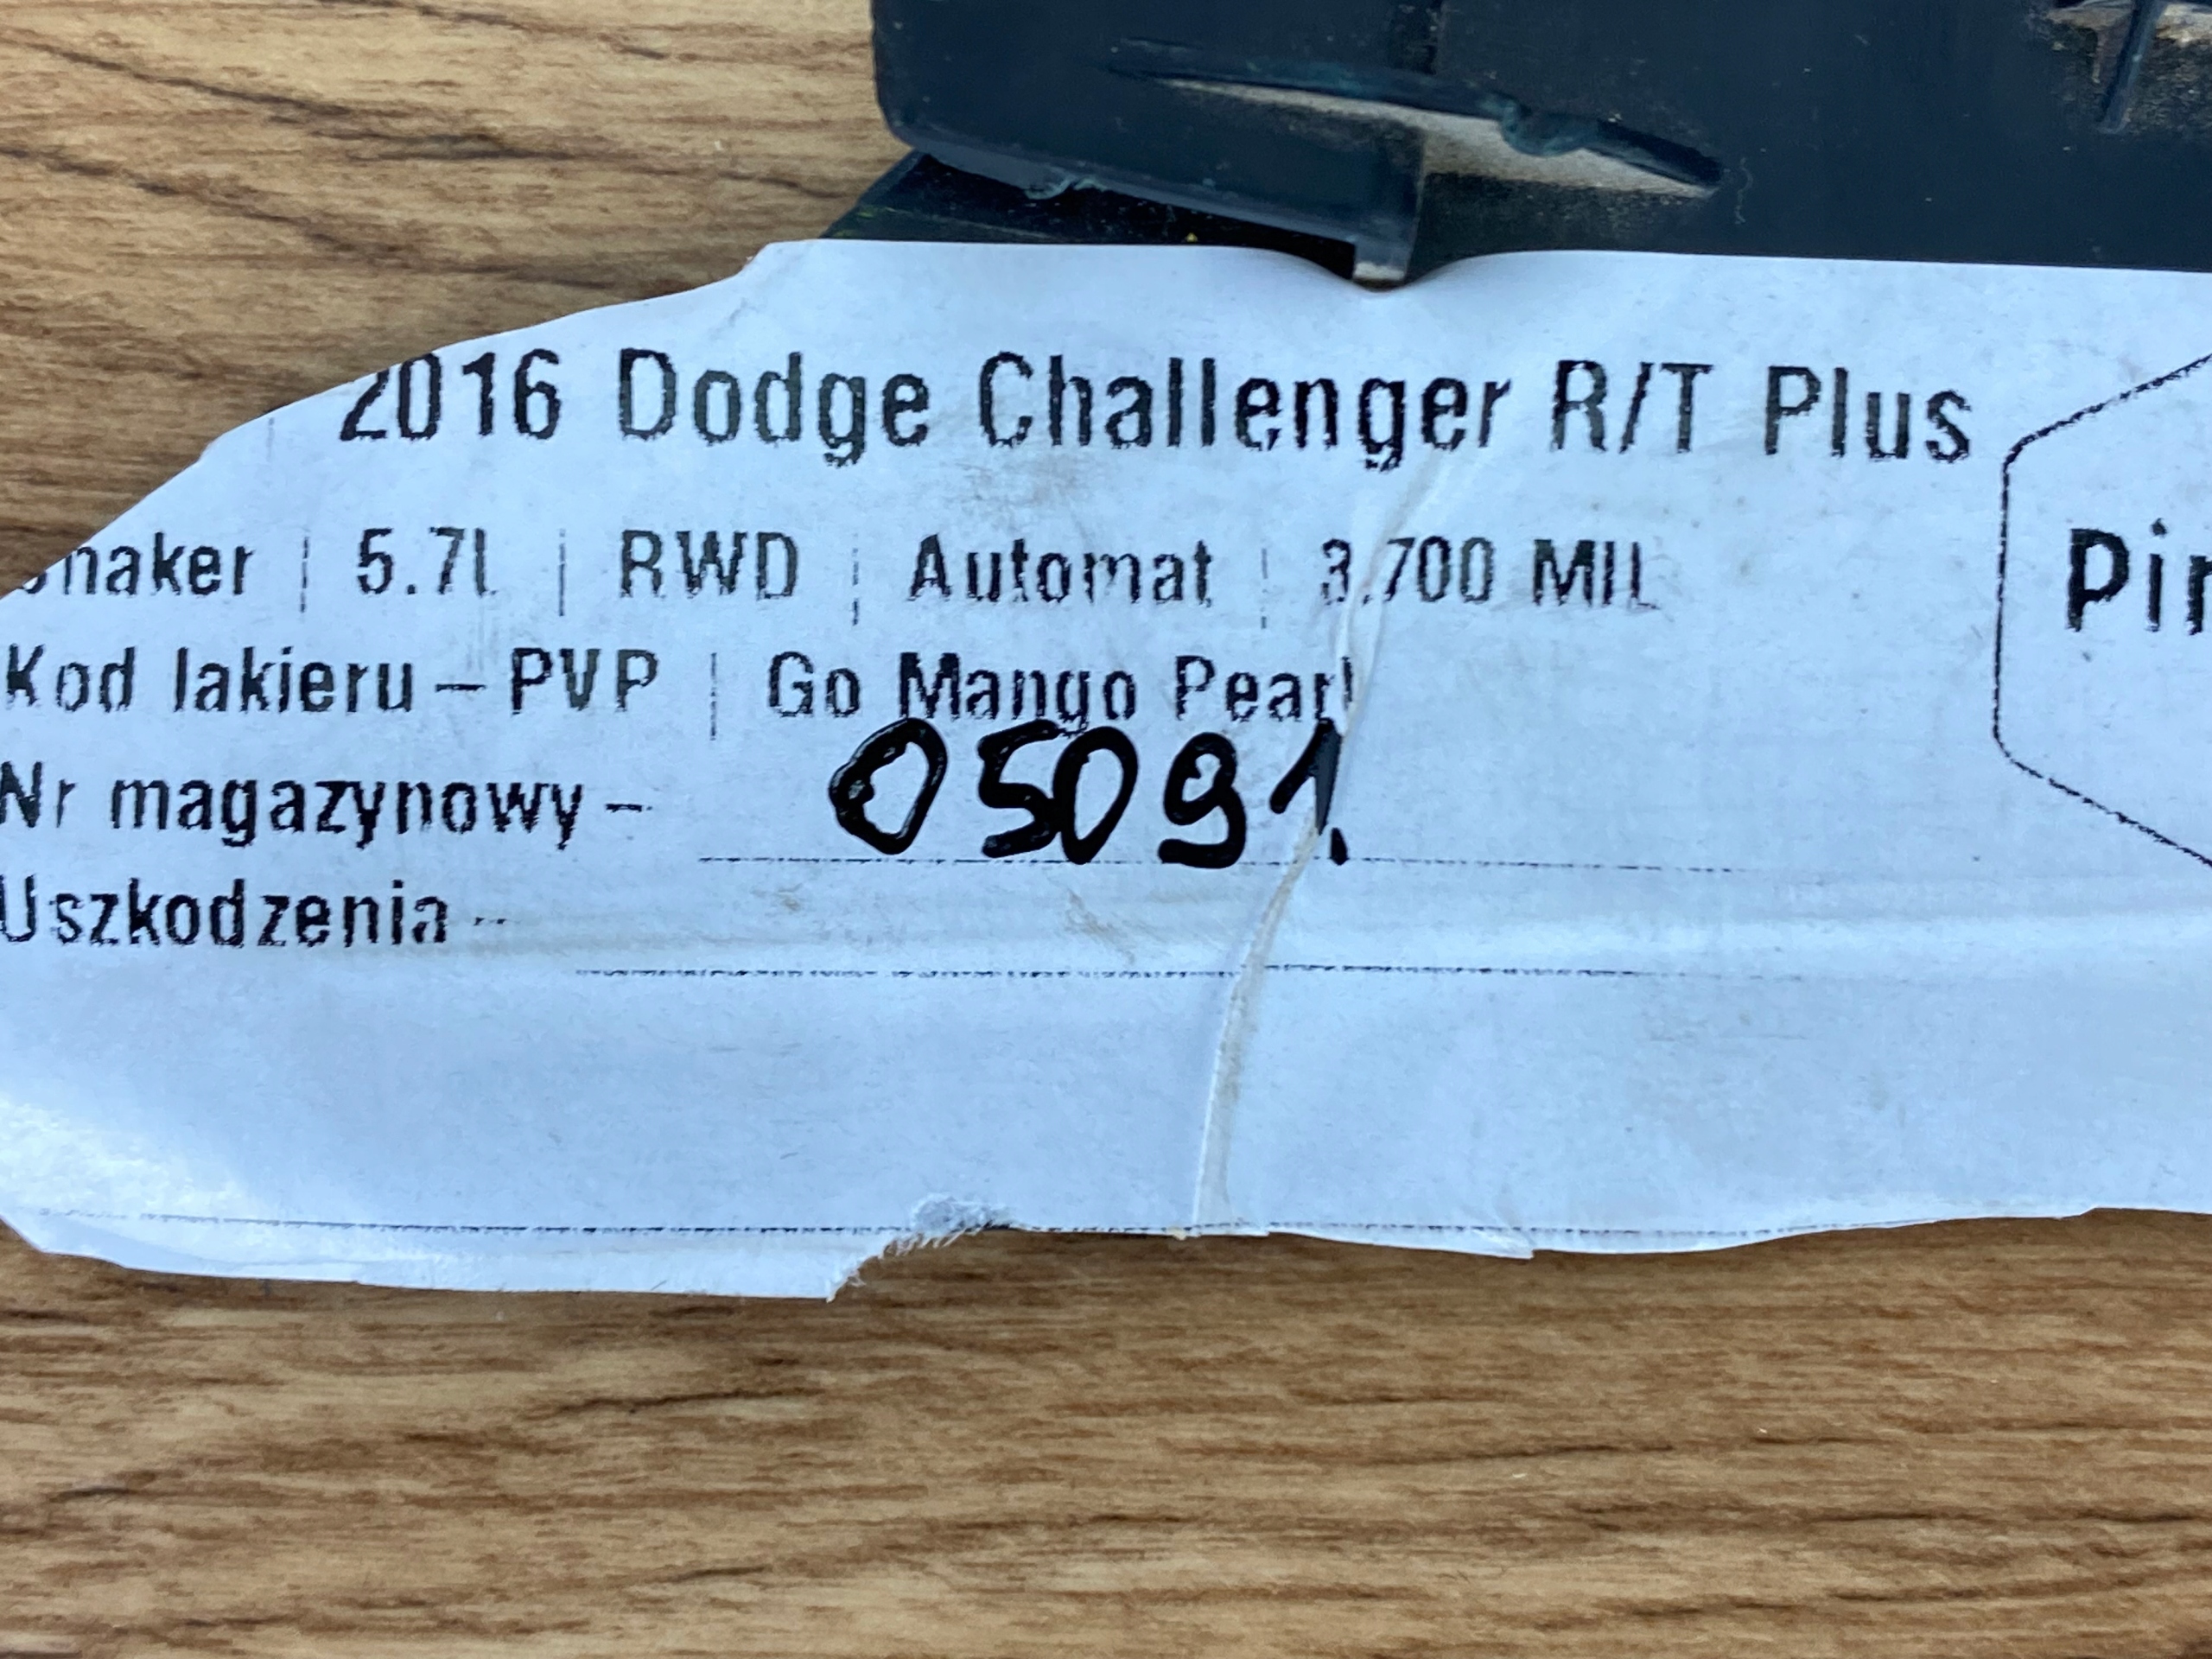 2016 Dodge Challenger R/T Plus
5.7L | RWD | Automat | 3.700 MIL
Kod lakieru – PVP | Go Mango Pearl
Nr magazynowy – 05091.
Uszkodzenia -